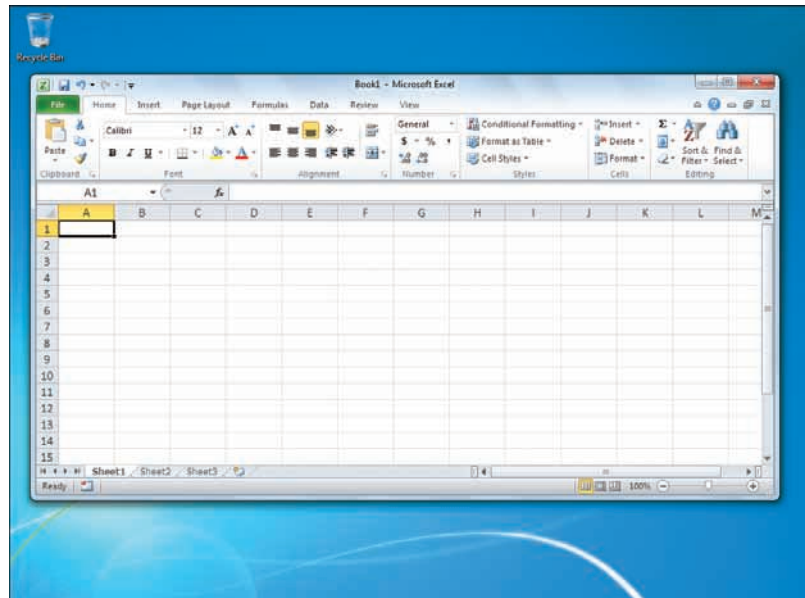 Recycle Bin
Book1 - Microsoft Excel
File Home Insert Page Layout Formulas Data Review View
Paste
Calibri 12 A A
B I U A
General
$ % ,
Conditional Formatting
Format as Table
Cell Styles
Insert
Delete
Format
Σ
Sort & Filter
Find & Select
Clipboard Font Alignment Number Styles Cells Editing
A1 fx
A B C D E F G H I J K L M
1
2
3
4
5
6
7
8
9
10
11
12
13
14
15
Sheet1 Sheet2 Sheet3
Ready 100%